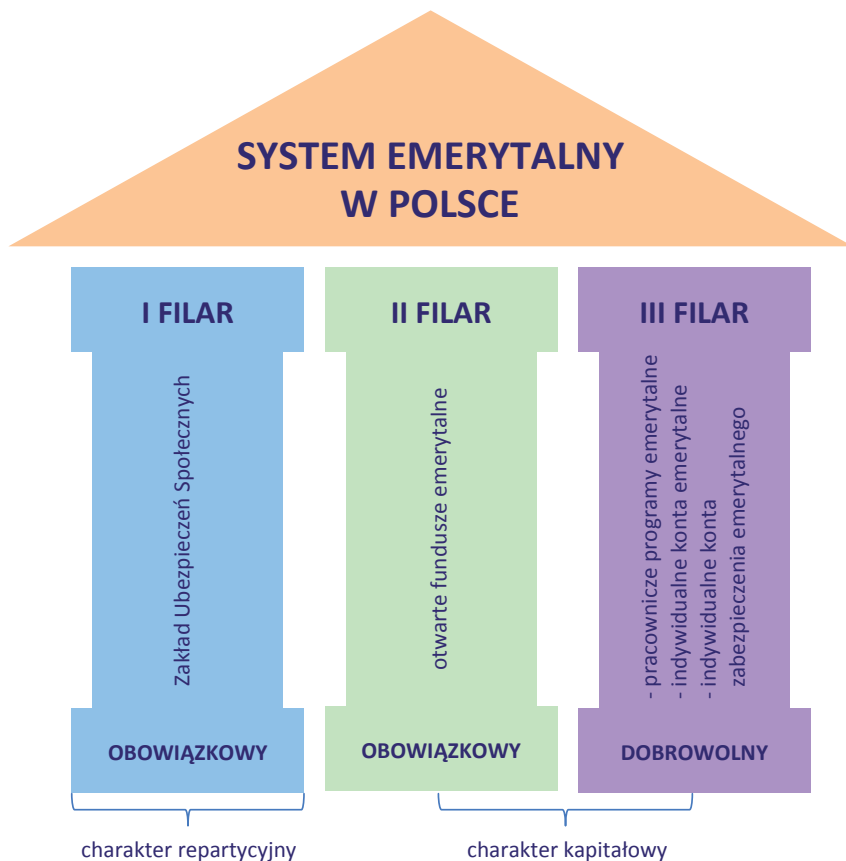 SYSTEM EMERYTALNY
W POLSCE
I FILAR
Zakład Ubezpieczeń Społecznych
OBOWIĄZKOWY
II FILAR
otwarte fundusze emerytalne
OBOWIĄZKOWY
III FILAR
- pracownicze programy emerytalne
- indywidualne konta emerytalne
- indywidualne konta
zabezpieczenia emerytalnego
DOBROWOLNY
charakter repartycyjny
charakter kapitałowy